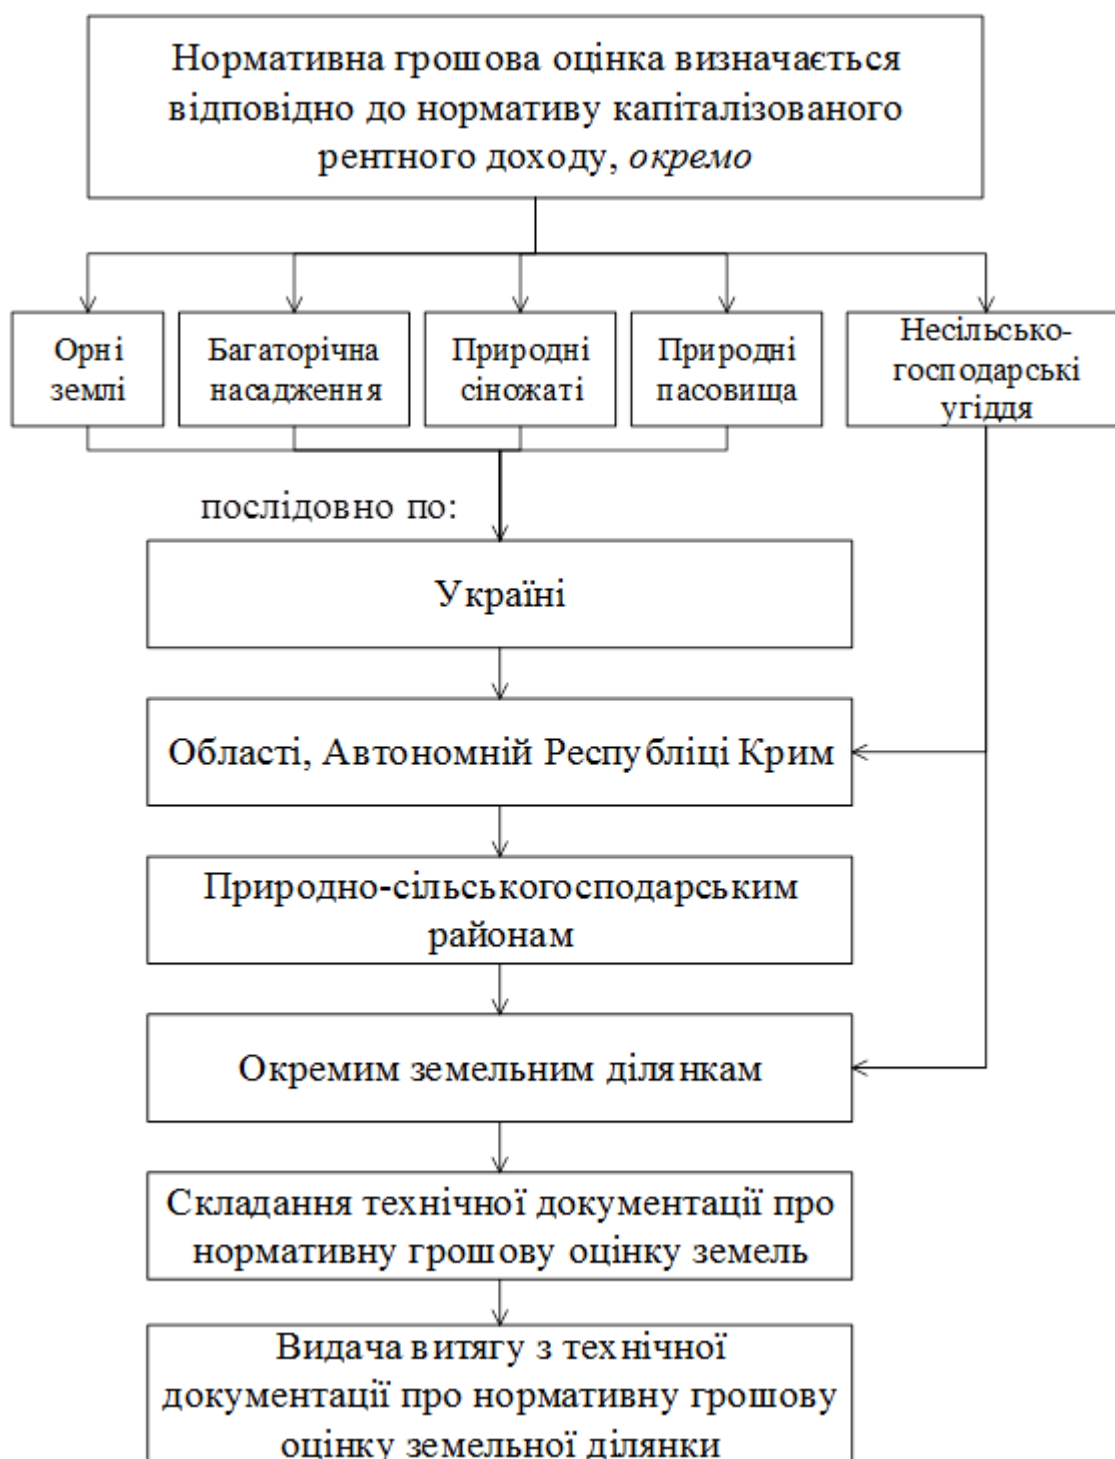 Нормативна грошова оцінка визначається
відповідно до нормативу капіталізованого
рентного доходу, окремо
Орні
землі
Багаторічна
насадження
Природні
сіножаті
Природні
пасовища
Несільсько-
господарські
угіддя
послідовно по:
Україні
Області, Автономній Республіці Крим
Природно-сільськогосподарським
районам
Окремим земельним ділянкам
Складання технічної документації про
нормативну грошову оцінку земель
Видача витягу з технічної
документації про нормативну грошову
оцінку земельної ділянки